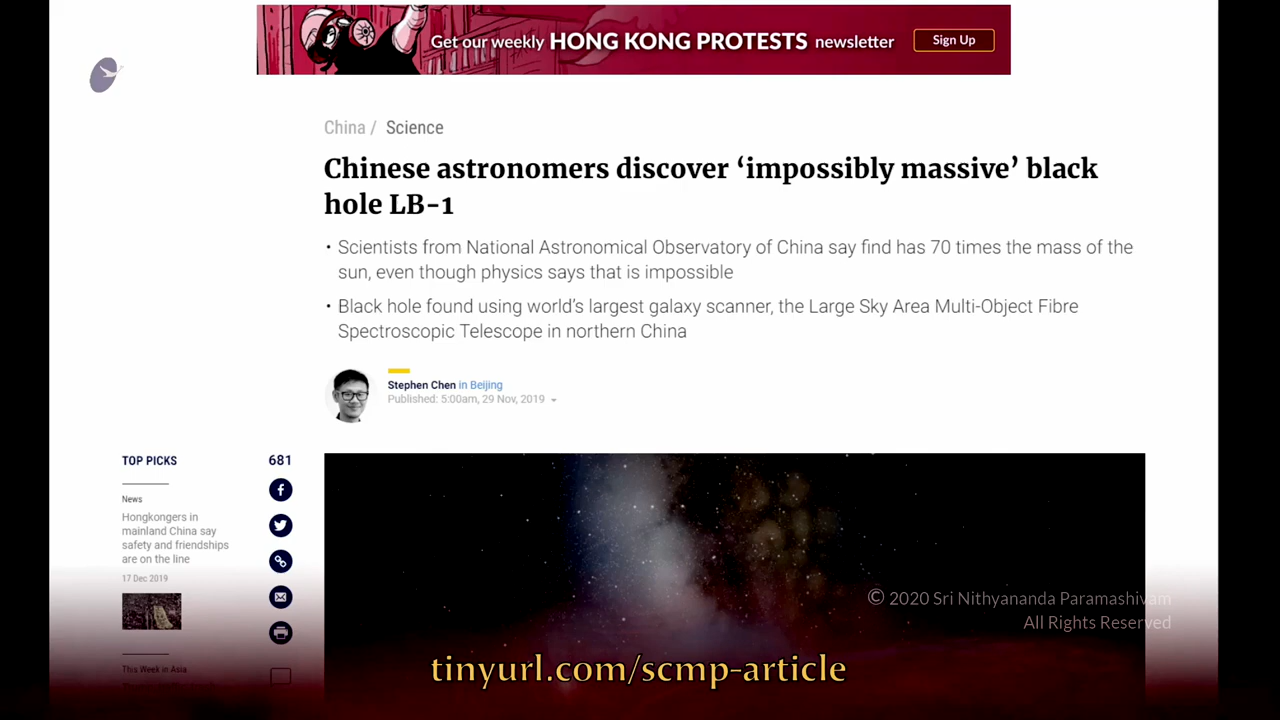 Get our weekly HONG KONG PROTESTS newsletter
Sign Up
China / Science
Chinese astronomers discover ‘impossibly massive’ black
hole LB-1
• Scientists from National Astronomical Observatory of China say find has 70 times the mass of the
sun, even though physics says that is impossible
• Black hole found using world’s largest galaxy scanner, the Large Sky Area Multi-Object Fibre
Spectroscopic Telescope in northern China
Stephen Chen in Beijing
Published: 5:00am, 29 Nov, 2019
TOP PICKS
681
News
Hongkongers in
mainland China say
safety and friendships
are on the line
17 Dec 2019
This Week in Asia
© 2020 Sri Nithyananda Paramashivam
All Rights Reserved
tinyurl.com/scmp-article